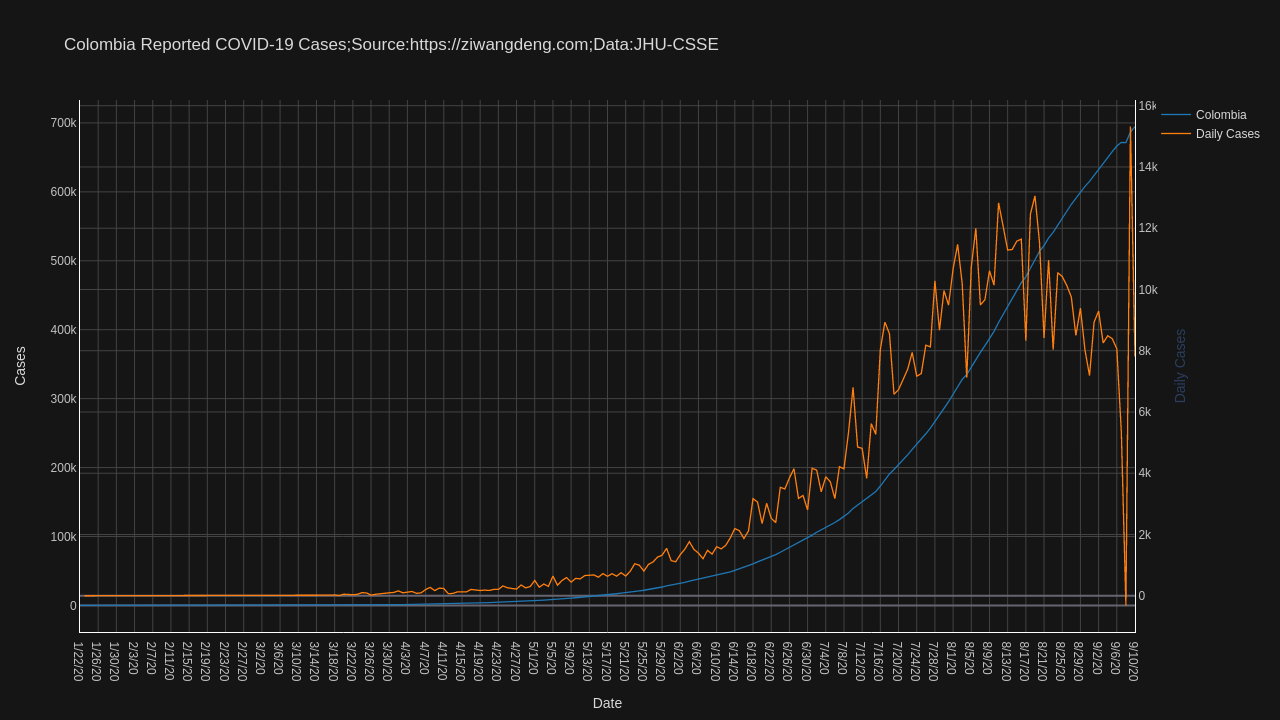 Colombia Reported COVID-19 Cases;Source:https://ziwangdeng.com;Data:JHU-CSSE
Colombia
Daily Cases
700k
600k
500k
400k
300k
200k
100k
0
16k
14k
12k
10k
8k
6k
4k
2k
0
Cases
Daily Cases
1/22/20
1/26/20
1/30/20
2/3/20
2/7/20
2/11/20
2/15/20
2/19/20
2/23/20
2/27/20
3/2/20
3/6/20
3/10/20
3/14/20
3/18/20
3/22/20
3/26/20
3/30/20
4/3/20
4/7/20
4/11/20
4/15/20
4/19/20
4/23/20
4/27/20
5/1/20
5/5/20
5/9/20
5/13/20
5/17/20
5/21/20
5/25/20
5/29/20
6/2/20
6/6/20
6/10/20
6/14/20
6/18/20
6/22/20
6/26/20
6/30/20
7/4/20
7/8/20
7/12/20
7/16/20
7/20/20
7/24/20
7/28/20
8/1/20
8/5/20
8/9/20
8/13/20
8/17/20
8/21/20
8/25/20
8/29/20
9/2/20
9/6/20
9/10/20
Date